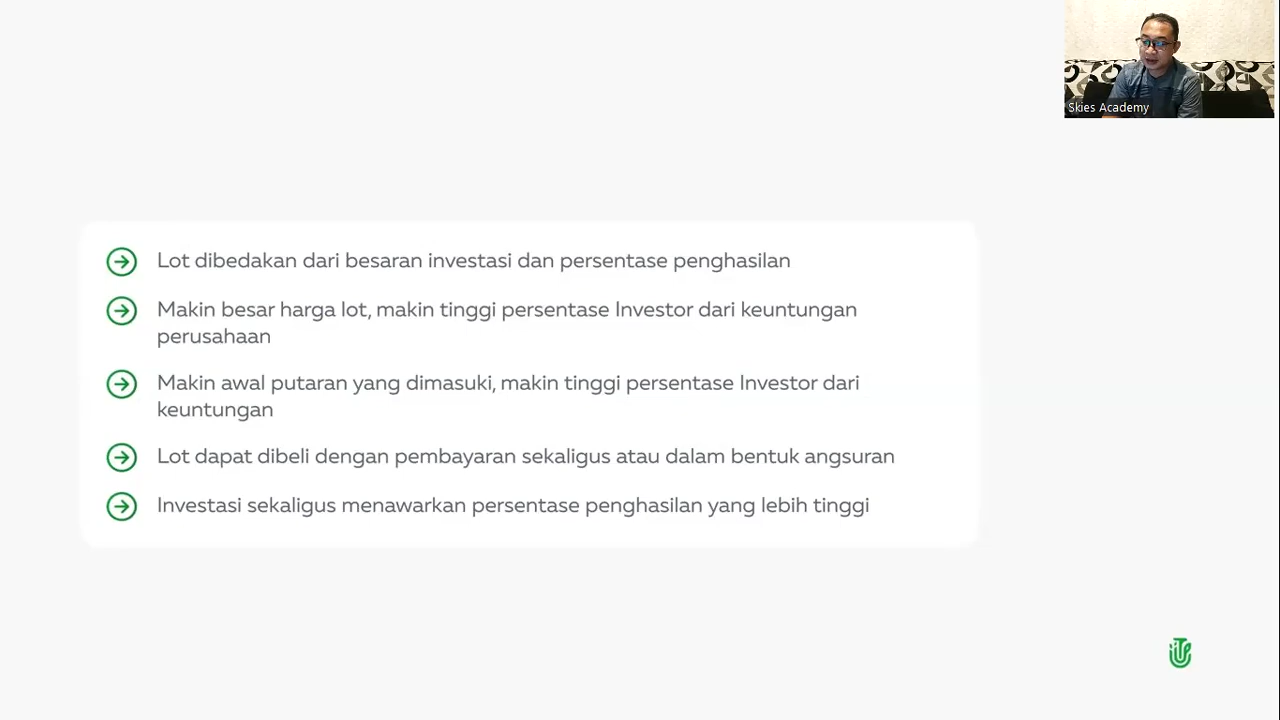 Skies Academy
Lot dibedakan dari besaran investasi dan persentase penghasilan
Makin besar harga lot, makin tinggi persentase Investor dari keuntungan
perusahaan
Makin awal putaran yang dimasuki, makin tinggi persentase Investor dari
keuntungan
Lot dapat dibeli dengan pembayaran sekaligus atau dalam bentuk angsuran
Investasi sekaligus menawarkan persentase penghasilan yang lebih tinggi